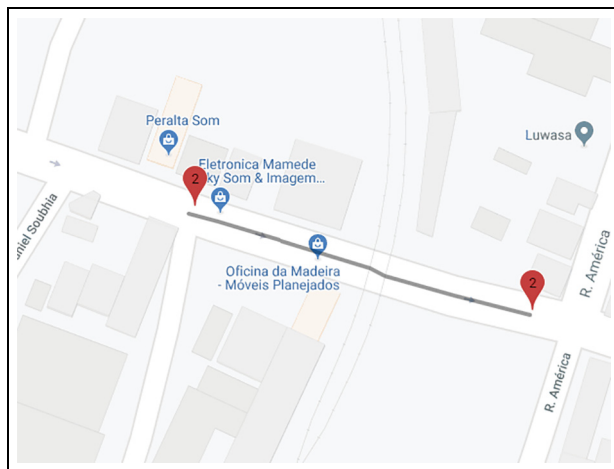 Peralta Som
Eletronica Mamede
2
ky Som & Imagem...
Luwasa
niel Soubhia
Oficina da Madeira
- Móveis Planejados
R. América
2
R. América